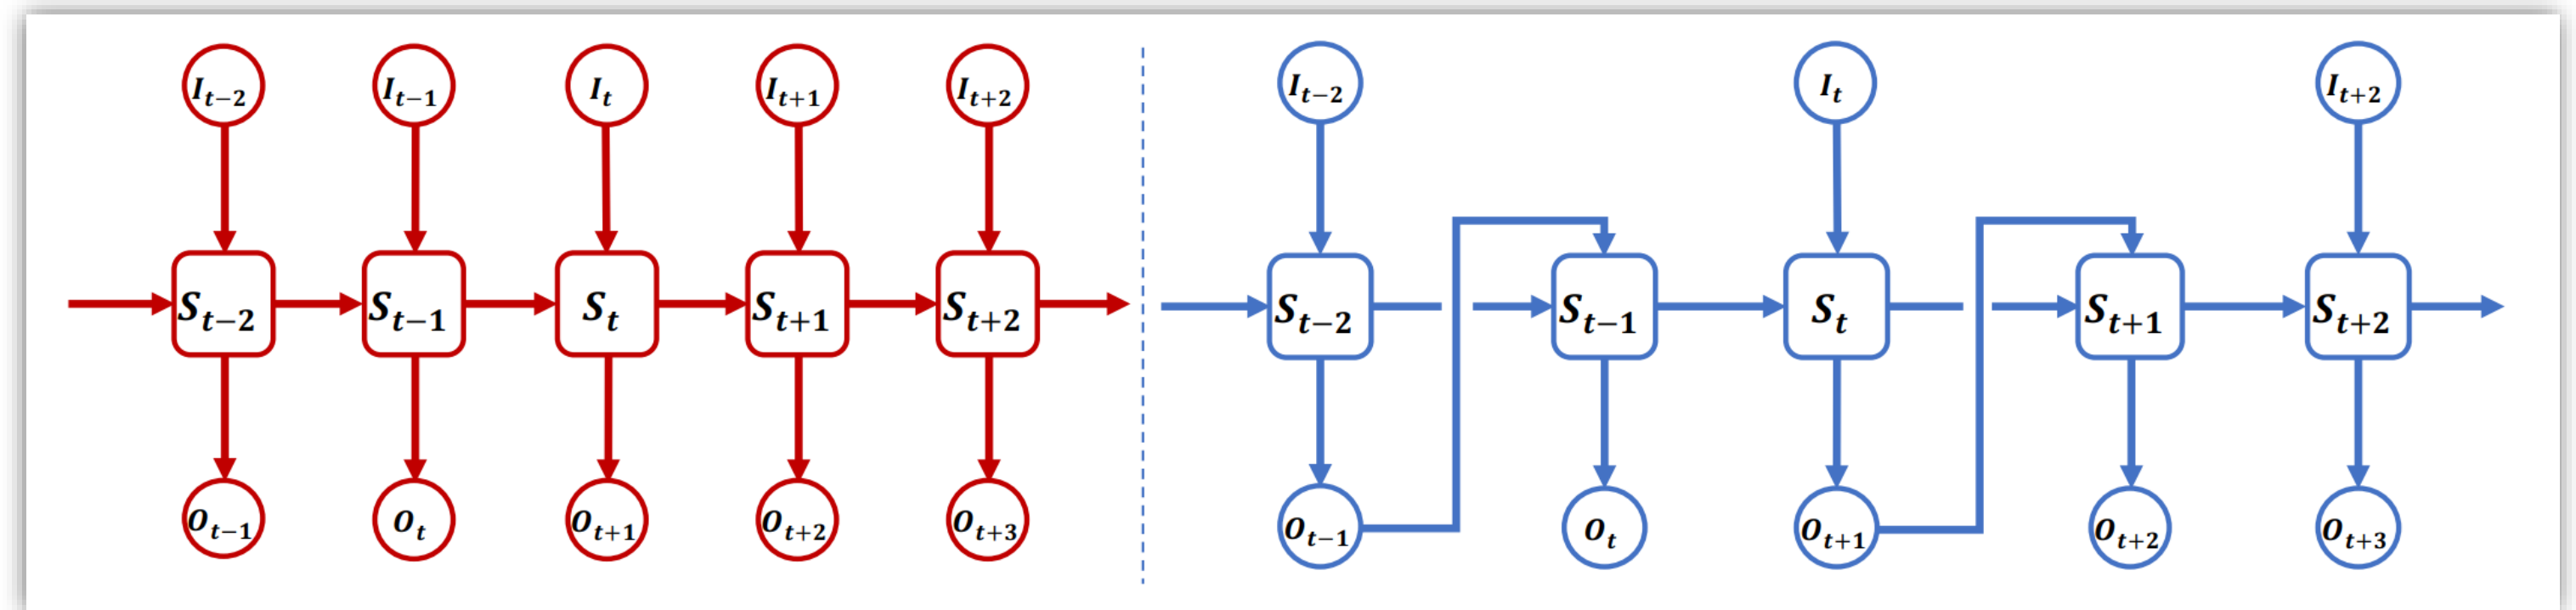 I_{t-2} I_{t-1} I_t I_{t+1} I_{t+2} I_{t-2} I_t I_{t+2}
S_{t-2} S_{t-1} S_t S_{t+1} S_{t+2} S_{t-2} S_{t-1} S_t S_{t+1} S_{t+2}
O_{t-1} O_t O_{t+1} O_{t+2} O_{t+3} O_{t-1} O_t O_{t+1} O_{t+2} O_{t+3}